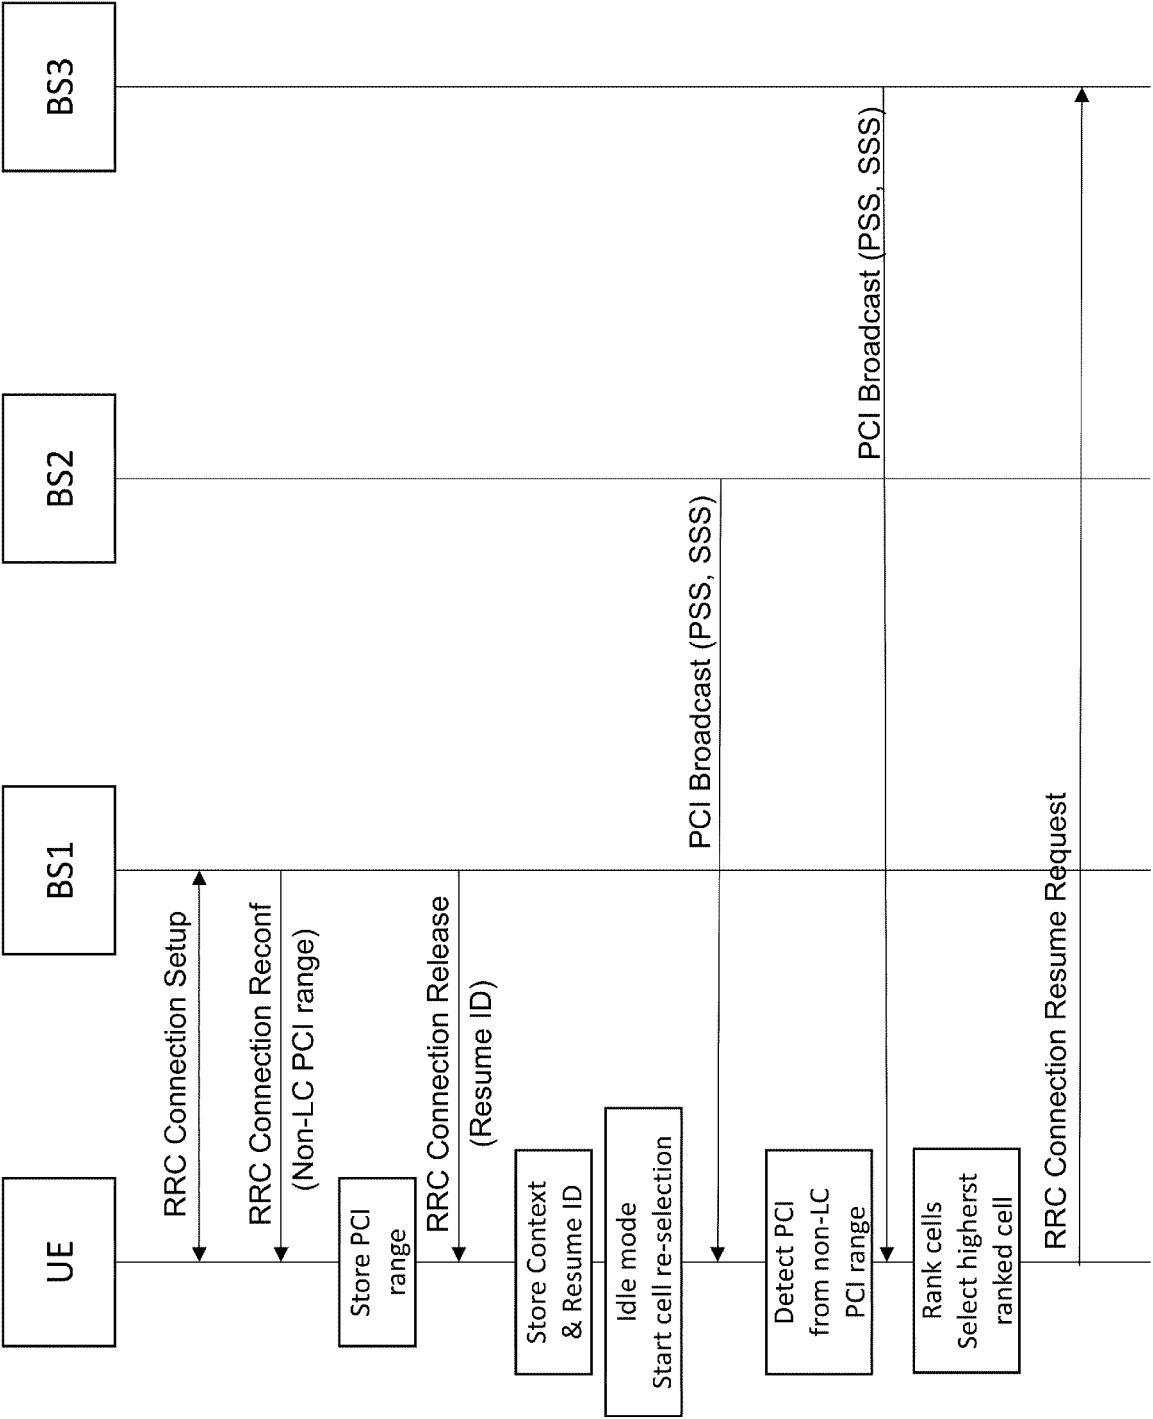 UE
BS1
BS2
BS3
RRC Connection Setup
RRC Connection Reconf
(Non-LC PCI range)
Store PCI
range
RRC Connection Release
(Resume ID)
Store Context
& Resume ID
Idle mode
Start cell re-selection
PCI Broadcast (PSS, SSS)
Detect PCI
from non-LC
PCI range
PCI Broadcast (PSS, SSS)
Rank cells
Select higherst
ranked cell
RRC Connection Resume Request